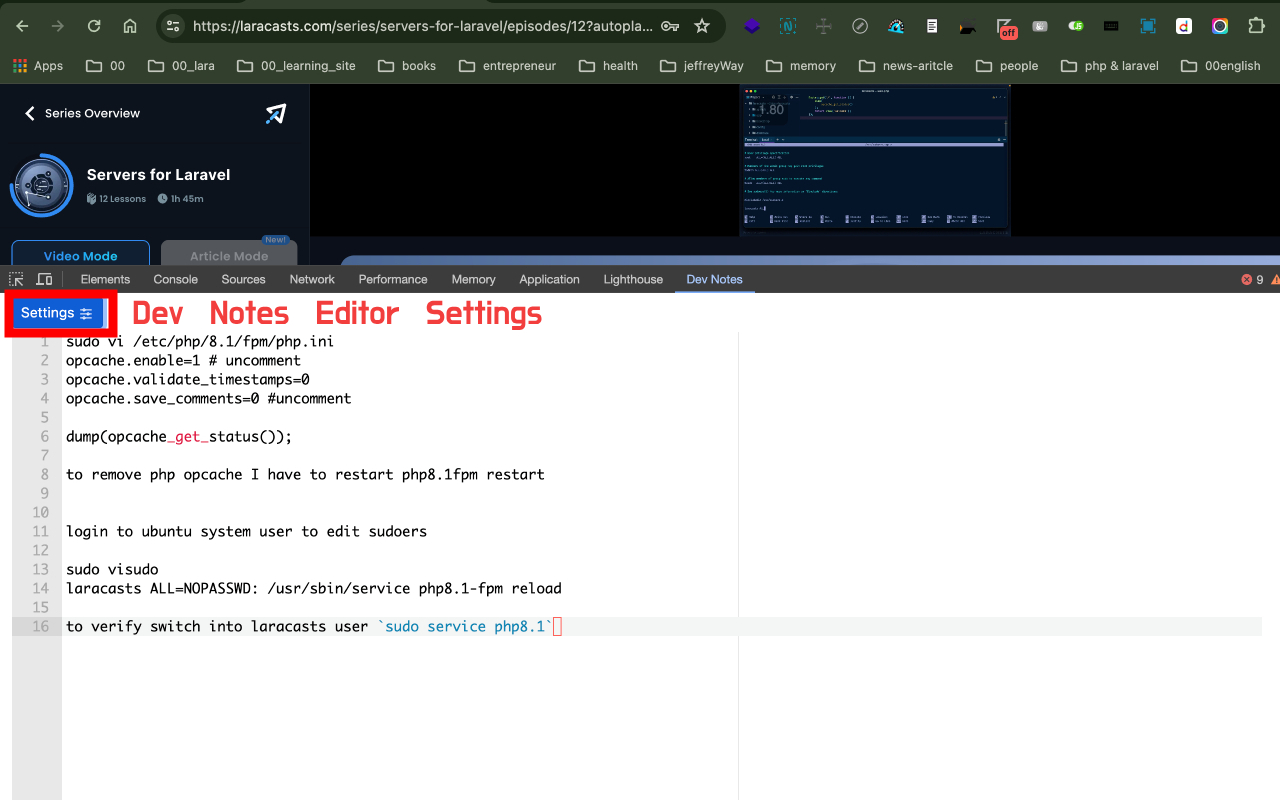 https://laracasts.com/series/servers-for-laravel/episodes/12?autopla...
off
Apps 00 00_lara 00_learning_site books entrepreneur health jeffreyWay memory news-aritcle people php & laravel 00english
Series Overview
1.80
Servers for Laravel
12 Lessons 1h 45m
New!
Video Mode Article Mode
Elements Console Sources Network Performance Memory Application Lighthouse Dev Notes 9
Settings Dev Notes Editor Settings
1 sudo vi /etc/php/8.1/fpm/php.ini
2 opcache.enable=1 # uncomment
3 opcache.validate_timestamps=0
4 opcache.save_comments=0 #uncomment
5
6 dump(opcache_get_status());
7
8 to remove php opcache I have to restart php8.1fpm restart
9
10
11 login to ubuntu system user to edit sudoers
12
13 sudo visudo
14 laracasts ALL=NOPASSWD: /usr/sbin/service php8.1-fpm reload
15
16 to verify switch into laracasts user `sudo service php8.1`